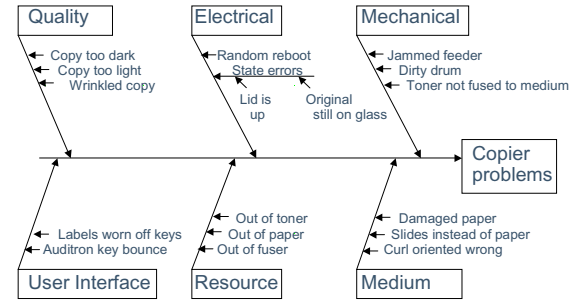 Quality
Electrical
Mechanical
Copy too dark
Copy too light
Wrinkled copy
Random reboot
State errors
Lid is
up
Original
still on glass
Jammed feeder
Dirty drum
Toner not fused to medium
Copier
problems
Labels worn off keys
Auditron key bounce
Out of toner
Out of paper
Out of fuser
Damaged paper
Slides instead of paper
Curl oriented wrong
User Interface
Resource
Medium